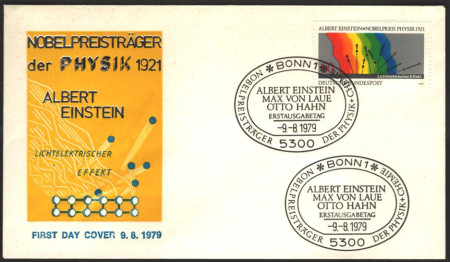 NOBELPREISTRÄGER
der PHYSIK 1921
ALBERT
EINSTEIN
LICHTELEKTRISCHER
EFFEKT
FIRST DAY COVER 9. 8. 1979
ALBERT EINSTEIN·NOBELPREIS PHYSIK 1921
Lichtelektrischer Effekt
DEUTSCHE BUNDESPOST
* BONN 1 *
NOBELPREISTRÄGER DER PHYSIK + CHEMIE
ALBERT EINSTEIN
MAX VON LAUE
OTTO HAHN
ERSTAUSGABETAG
-9.-8.1979
5300
* BONN 1 *
NOBELPREISTRÄGER DER PHYSIK + CHEMIE
ALBERT EINSTEIN
MAX VON LAUE
OTTO HAHN
ERSTAUSGABETAG
-9.-8.1979
5300